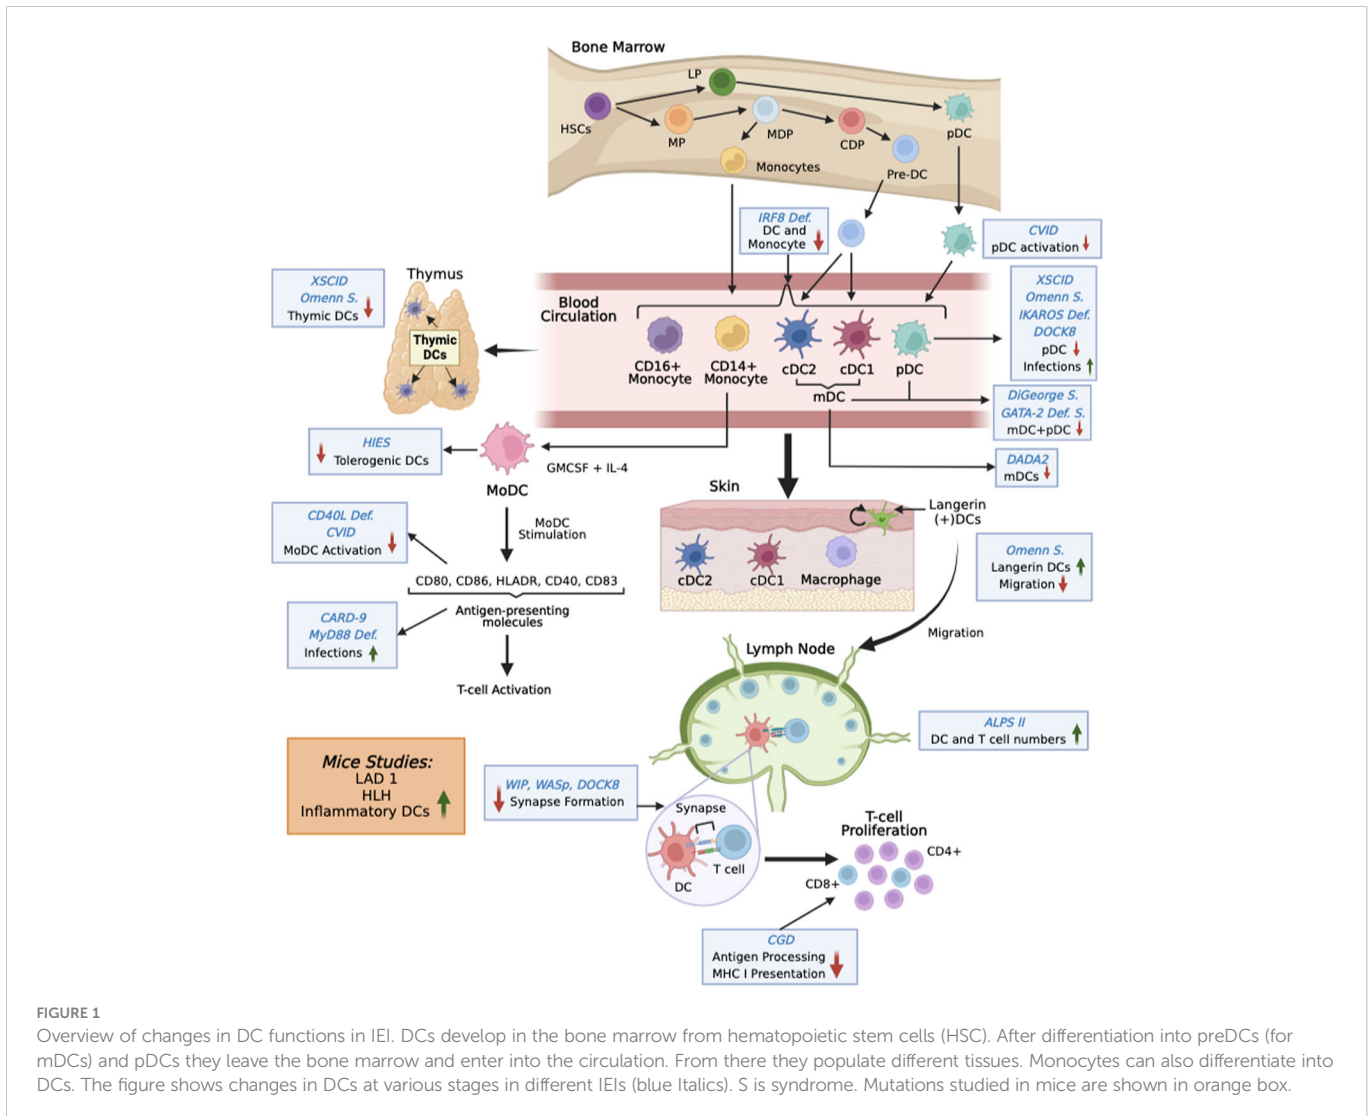 Bone Marrow
LP
HSCs
MP
MDP
CDP
pDC
Monocytes
Pre-DC
IRF8 Def.
DC and
Monocyte
CVID
pDC activation
XSCID
Omenn S.
Thymic DCs
Thymus
Thymic
DCs
Blood
Circulation
CD16+
Monocyte
CD14+
Monocyte
cDC2
cDC1
pDC
mDC
XSCID
Omenn S.
IKAROS Def.
DOCK8
pDC
Infections
DiGeorge S.
GATA-2 Def. S.
mDC+pDC
DADA2
mDCs
HIES
Tolerogenic DCs
MoDC
GMCSF + IL-4
MoDC
Stimulation
CD40L Def.
CVID
MoDC Activation
CD80, CD86, HLADR, CD40, CD83
Antigen-presenting
molecules
CARD-9
MyD88 Def.
Infections
T-cell Activation
Skin
Langerin
(+)DCs
cDC2
cDC1
Macrophage
Omenn S.
Langerin DCs
Migration
Migration
Lymph Node
ALPS II
DC and T cell numbers
Mice Studies:
LAD 1
HLH
Inflammatory DCs
WIP, WASp, DOCK8
Synapse Formation
Synapse
T cell
DC
T-cell
Proliferation
CD4+
CD8+
CGD
Antigen Processing
MHC I Presentation
FIGURE 1
Overview of changes in DC functions in IEI. DCs develop in the bone marrow from hematopoietic stem cells (HSC). After differentiation into preDCs (for
mDCs) and pDCs they leave the bone marrow and enter into the circulation. From there they populate different tissues. Monocytes can also differentiate into
DCs. The figure shows changes in DCs at various stages in different IEIs (blue Italics). S is syndrome. Mutations studied in mice are shown in orange box.